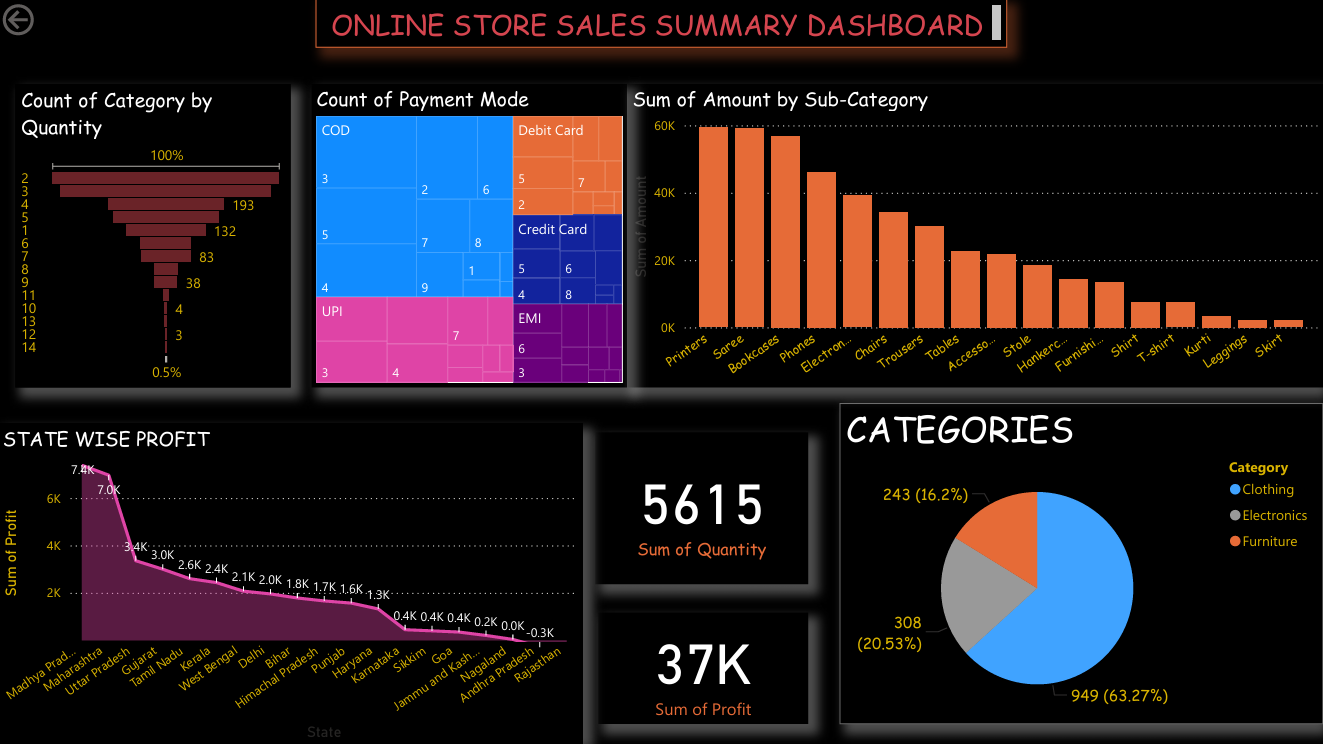 ONLINE STORE SALES SUMMARY DASHBOARD
Count of Category by
Quantity
100%
2
3
4
193
5
1
132
6
7
83
8
9
38
11
10
4
13
12
3
14
0.5%
Count of Payment Mode
COD
3
2
6
5
7
8
4
9
1
UPI
7
3
4
Debit Card
5
7
2
Credit Card
5
6
4
8
EMI
6
3
Sum of Amount by Sub-Category
Sum of Amount
60K
40K
20K
0K
Printers
Saree
Bookcases
Phones
Electron...
Chairs
Trousers
Tables
Accesso...
Stole
Hankerc...
Furnishi...
Shirt
T-shirt
Kurti
Leggings
Skirt
STATE WISE PROFIT
Sum of Profit
6K
4K
2K
7.4K
7.0K
3.4K
3.0K
2.6K
2.4K
2.1K
2.0K
1.8K
1.7K
1.6K
1.3K
0.4K
0.4K
0.4K
0.2K
0.0K
-0.3K
Madhya Prad...
Maharashtra
Uttar Pradesh
Gujarat
Tamil Nadu
Kerala
West Bengal
Delhi
Bihar
Himachal Pradesh
Punjab
Haryana
Karnataka
Sikkim
Goa
Jammu and Kash...
Nagaland
Andhra Pradesh
Rajasthan
State
5615
Sum of Quantity
37K
Sum of Profit
CATEGORIES
243 (16.2%)
308
(20.53%)
949 (63.27%)
Category
Clothing
Electronics
Furniture